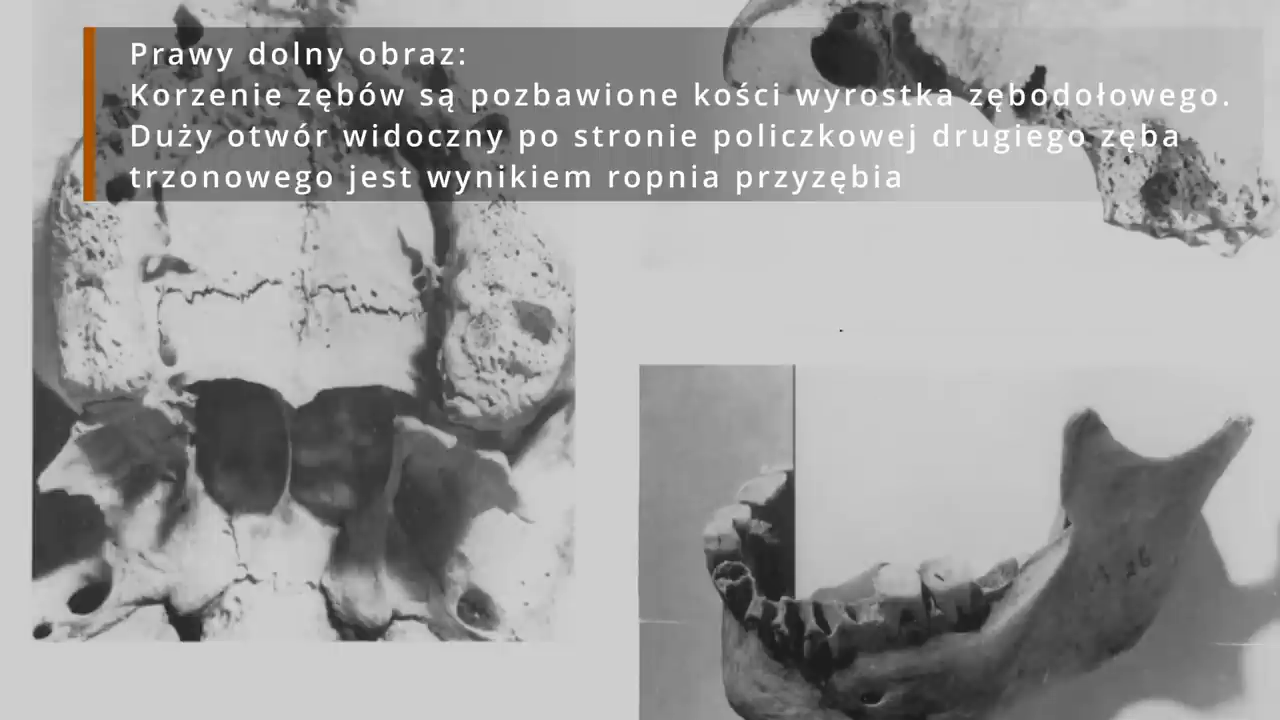 Prawy dolny obraz:
Korzenie zębów są pozbawione kości wyrostka zębodołowego.
Duży otwór widoczny po stronie policzkowej drugiego zęba
trzonowego jest wynikiem ropnia przyzębia